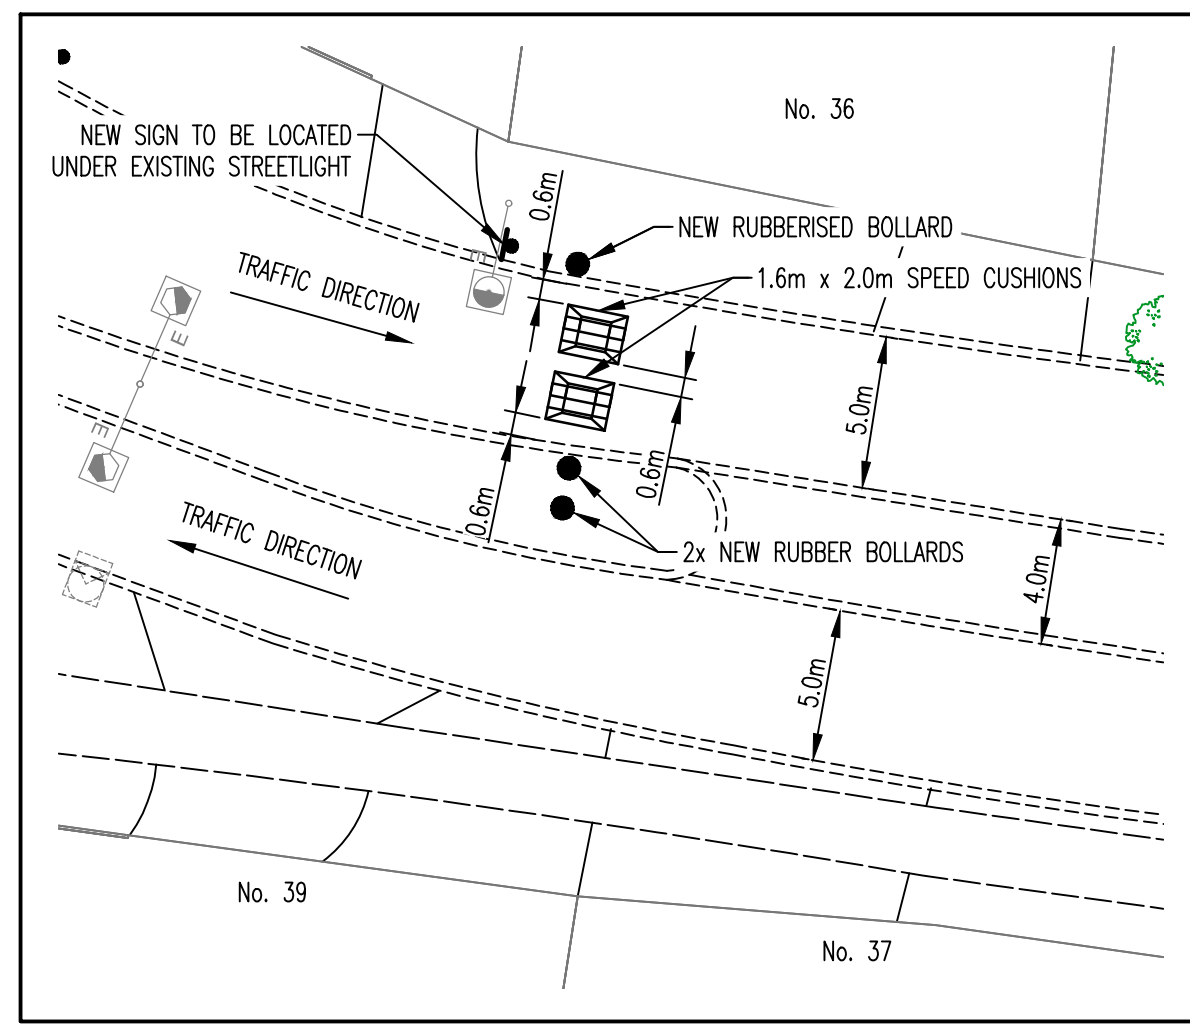 No. 36
NEW SIGN TO BE LOCATED
UNDER EXISTING STREETLIGHT
0.6m
NEW RUBBERISED BOLLARD
E
TRAFFIC DIRECTION
1.6m x 2.0m SPEED CUSHIONS
E
5.0m
E
0.6m
0.6m
TRAFFIC DIRECTION
2x NEW RUBBER BOLLARDS
4.0m
5.0m
No. 39
No. 37